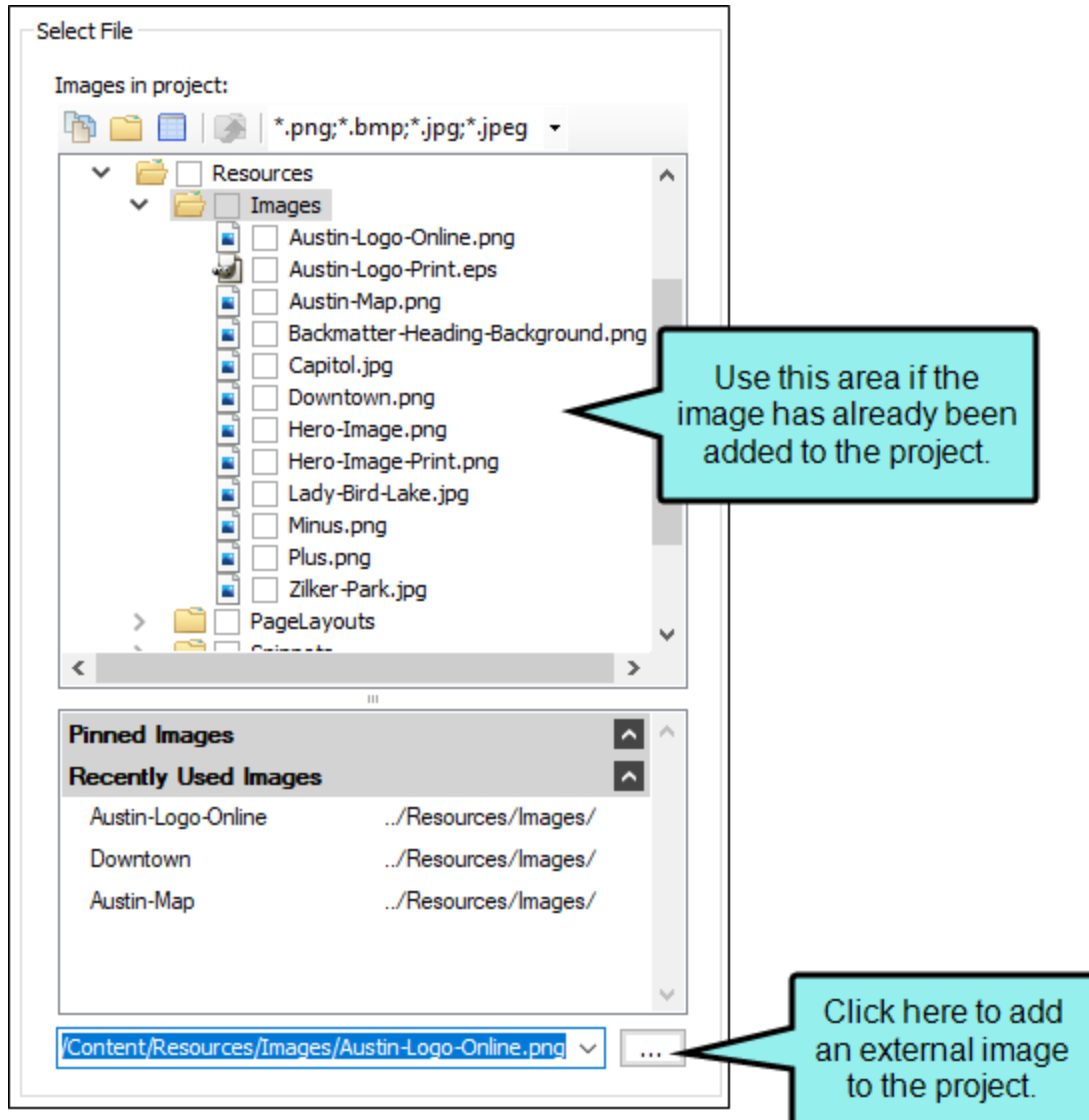 Select File
Images in project:
*.png;*.bmp;*.jpg;*.jpeg
Resources
Images
Austin-Logo-Online.png
Austin-Logo-Print.eps
Austin-Map.png
Backmatter-Heading-Background.png
Capitol.jpg
Downtown.png
Hero-Image.png
Hero-Image-Print.png
Lady-Bird-Lake.jpg
Minus.png
Plus.png
Zilker-Park.jpg
PageLayouts
Use this area if the
image has already been
added to the project.
Pinned Images
Recently Used Images
Austin-Logo-Online ../Resources/Images/
Downtown ../Resources/Images/
Austin-Map ../Resources/Images/
/Content/Resources/Images/Austin-Logo-Online.png ...
Click here to add
an external image
to the project.